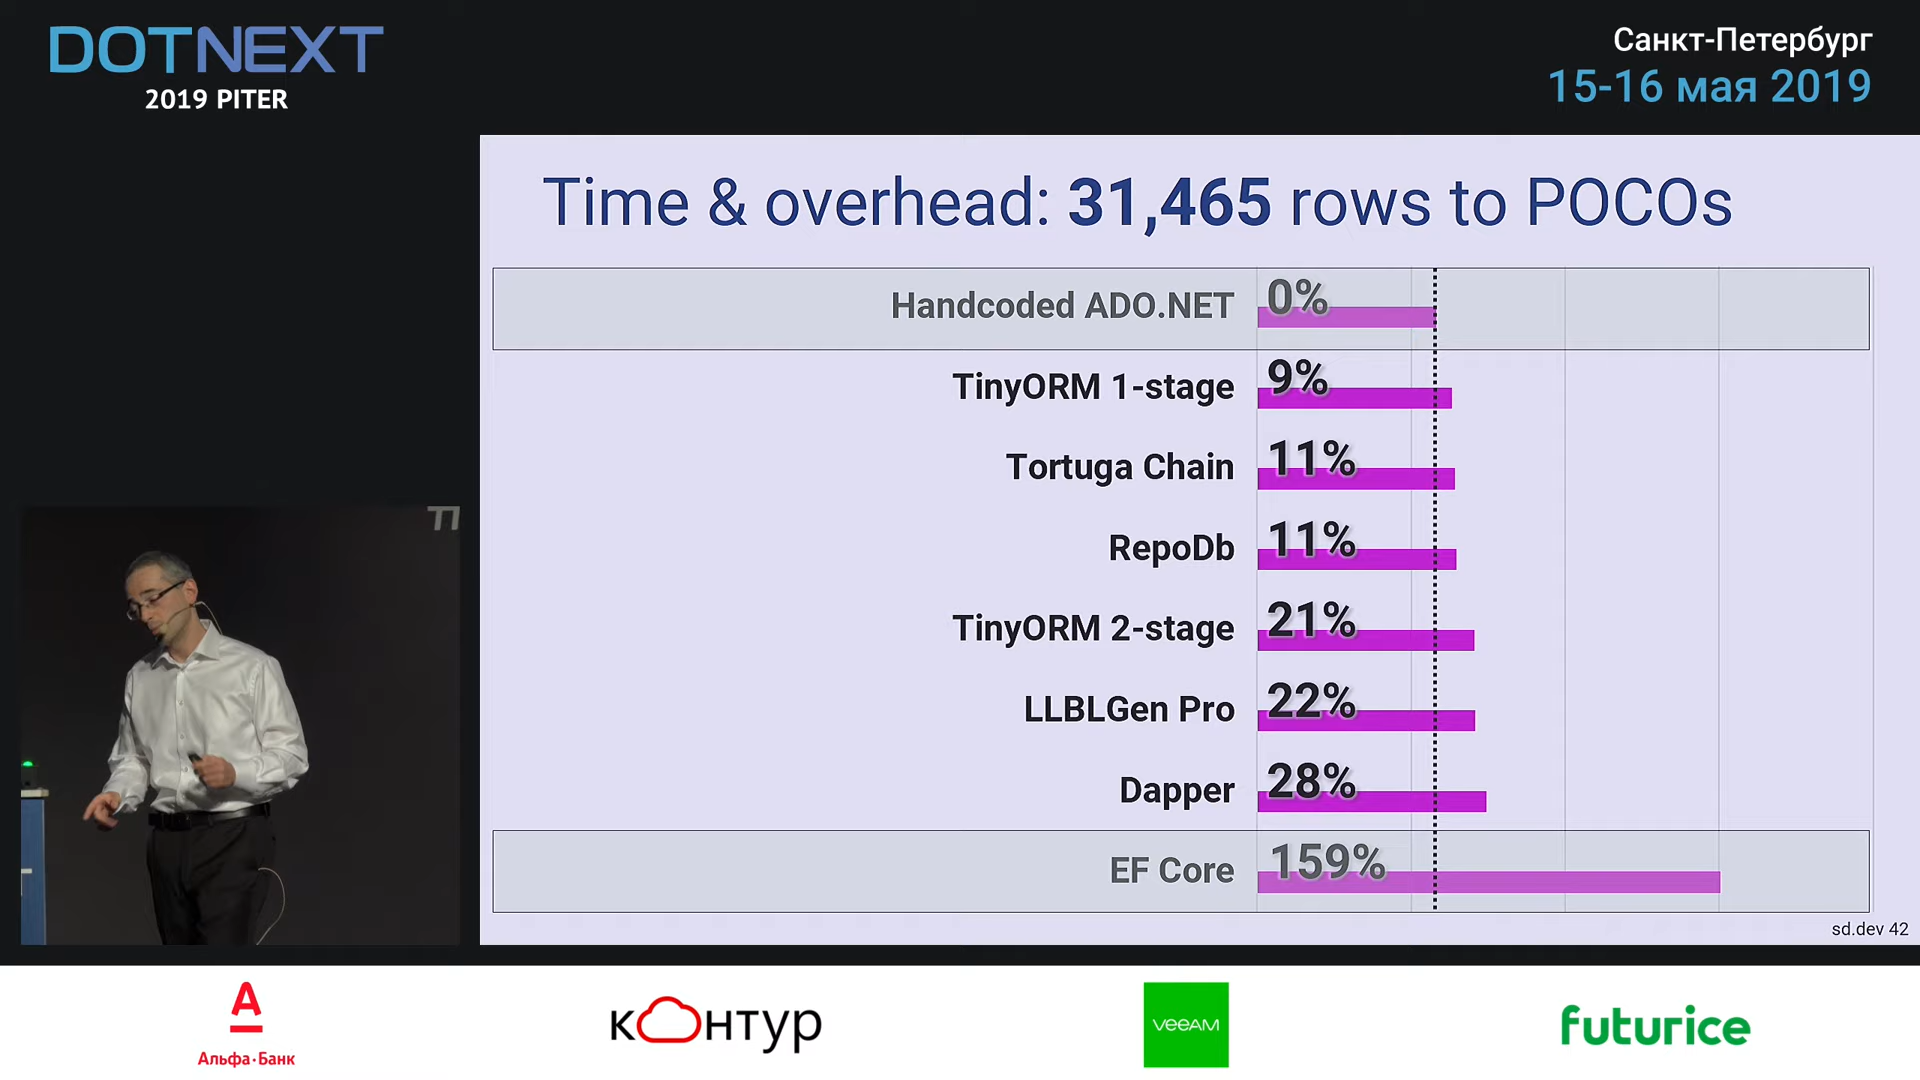 DOTNEXT
2019 PITER
Санкт-Петербург
15-16 мая 2019
Time & overhead: 31,465 rows to POCOs
Handcoded ADO.NET 0%
TinyORM 1-stage 9%
Tortuga Chain 11%
RepoDb 11%
TinyORM 2-stage 21%
LLBLGen Pro 22%
Dapper 28%
EF Core 159%
sd.dev 42
А
Альфа·Банк
контур
veeAM
futurice